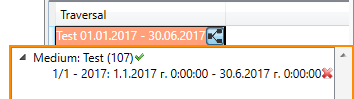 Traversal
Test 01.01.2017 - 30.06.2017
Medium: Test (107)
1/1 - 2017: 1.1.2017 г. 0:00:00 - 30.6.2017 г. 0:00:00